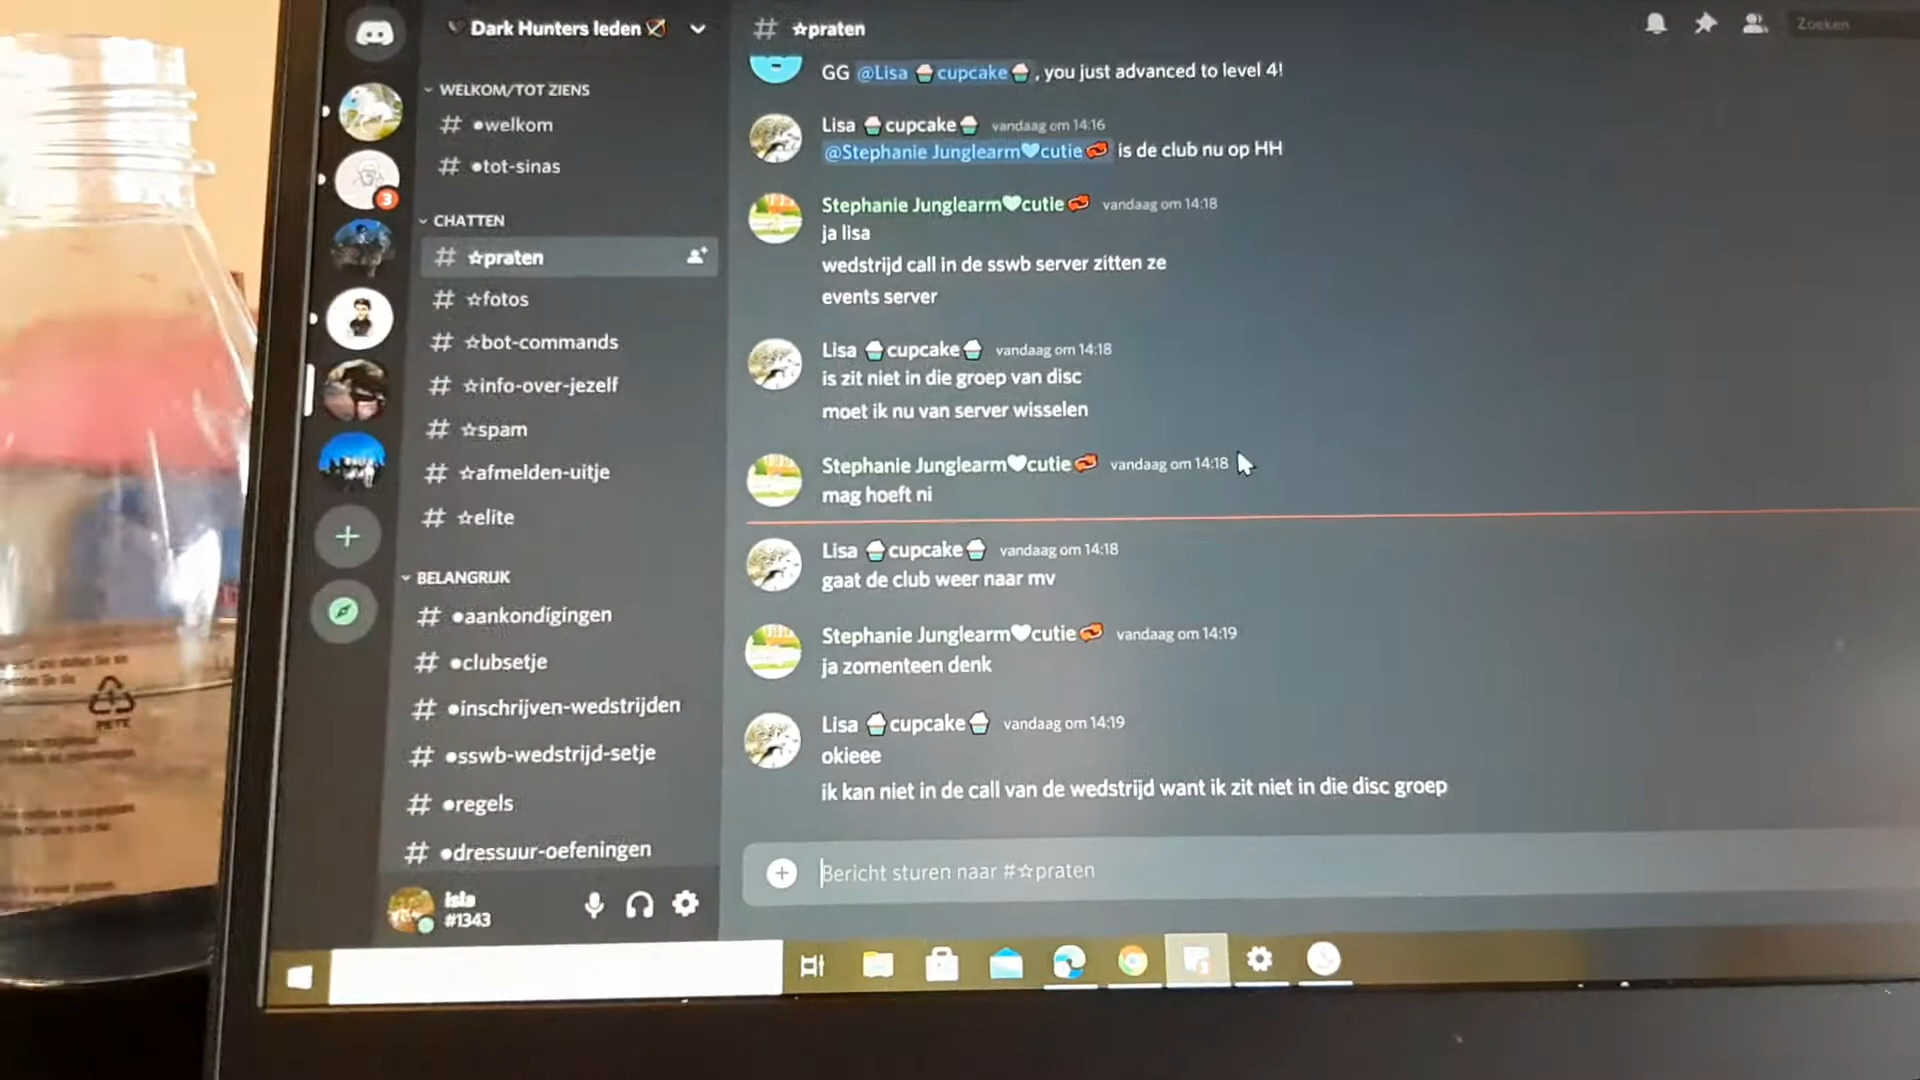 Dark Hunters leden
WELKOM/TOT ZIENS
# •welkom
# •tot-sinas
CHATTEN
# ☆praten
# ☆fotos
# ☆bot-commands
# ☆info-over-jezelf
# ☆spam
# ☆afmelden-uitje
# ☆elite
BELANGRIJK
# •aankondigingen
# •clubsetje
# •inschrijven-wedstrijden
# •sswb-wedstrijd-setje
# •regels
# •dressuur-oefeningen
isla
#1343
3
# ☆praten
Zoeken
GG @Lisa 🧁cupcake🧁, you just advanced to level 4!
Lisa 🧁cupcake🧁 vandaag om 14:16
@Stephanie Junglearm🤍cutie🥨 is de club nu op HH
Stephanie Junglearm🤍cutie🥨 vandaag om 14:18
ja lisa
wedstrijd call in de sswb server zitten ze
events server
Lisa 🧁cupcake🧁 vandaag om 14:18
is zit niet in die groep van disc
moet ik nu van server wisselen
Stephanie Junglearm🤍cutie🥨 vandaag om 14:18
mag hoeft ni
Lisa 🧁cupcake🧁 vandaag om 14:18
gaat de club weer naar mv
Stephanie Junglearm🤍cutie🥨 vandaag om 14:19
ja zomenteen denk
Lisa 🧁cupcake🧁 vandaag om 14:19
okieee
ik kan niet in de call van de wedstrijd want ik zit niet in die disc groep
Bericht sturen naar #☆praten
PETE